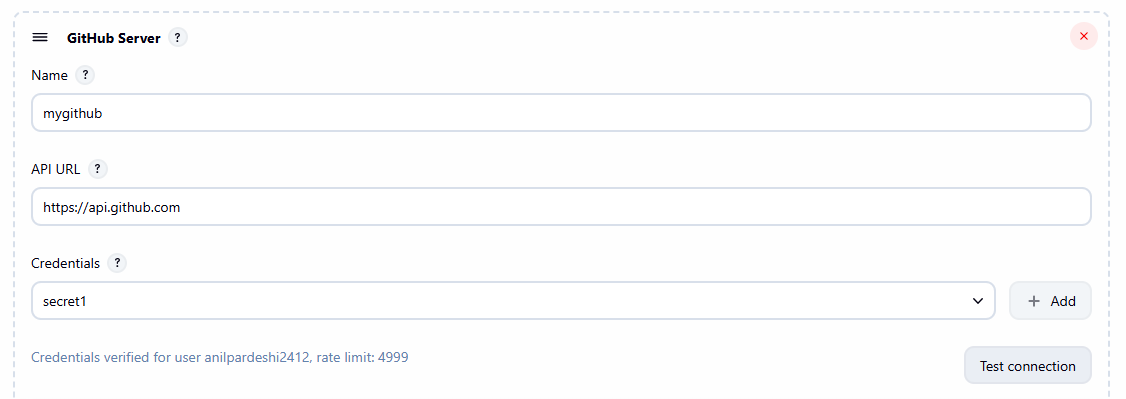 GitHub Server ?
Name ?
mygithub
API URL ?
https://api.github.com
Credentials ?
secret1
+ Add
Credentials verified for user anilpardeshi2412, rate limit: 4999
Test connection